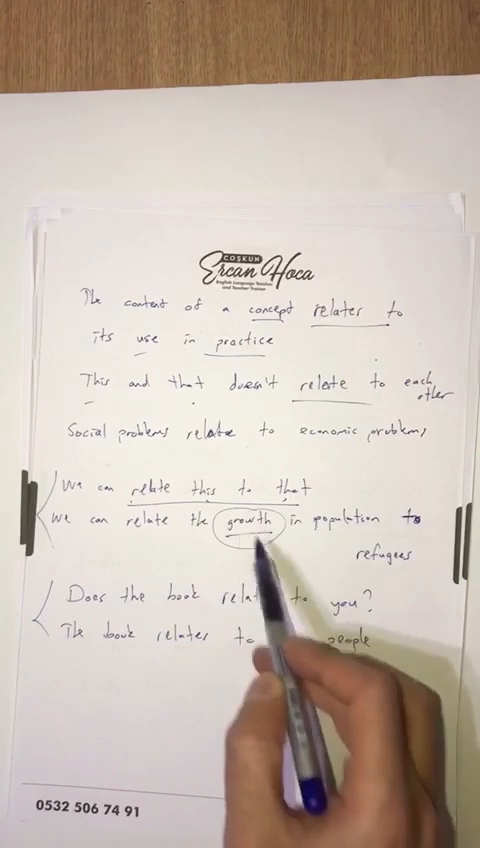 COŞKUN
Ercan Hoca
English Language Teacher
and Teacher Trainer
The content of a concept relates to
its use in practice
This and that doesn't relate to each
other
Social problems relate to economic problems
We can relate this to that
We can relate the growth in population to
refugees
Does the book relate to you?
The book relates to people
0532 506 74 91